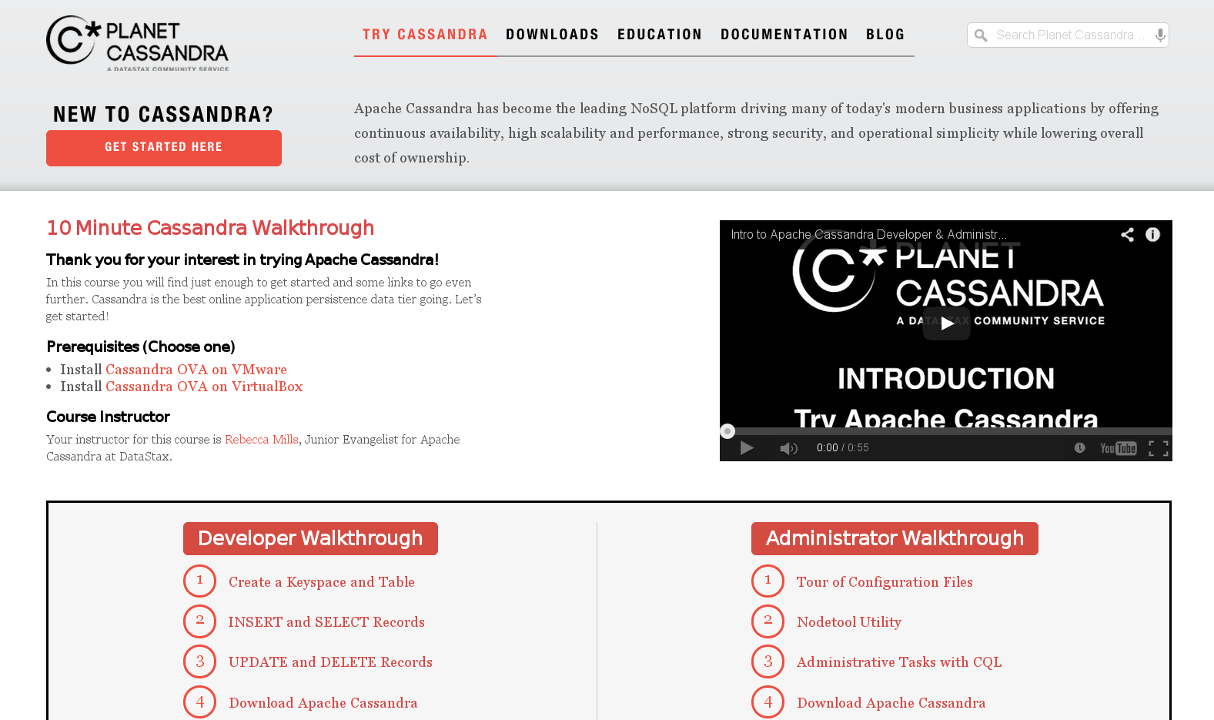 PLANET
CASSANDRA
A DATASTAX COMMUNITY SERVICE
TRY CASSANDRA DOWNLOADS EDUCATION DOCUMENTATION BLOG
Search Planet Cassandra...
NEW TO CASSANDRA?
GET STARTED HERE
Apache Cassandra has become the leading NoSQL platform driving many of today's modern business applications by offering
continuous availability, high scalability and performance, strong security, and operational simplicity while lowering overall
cost of ownership.
10 Minute Cassandra Walkthrough
Thank you for your interest in trying Apache Cassandra!
In this course you will find just enough to get started and some links to go even
further. Cassandra is the best online application persistence data tier going. Let's
get started!
Prerequisites (Choose one)
Install Cassandra OVA on VMware
Install Cassandra OVA on VirtualBox
Course Instructor
Your instructor for this course is Rebecca Mills, Junior Evangelist for Apache
Cassandra at DataStax.
Intro to Apache Cassandra Developer & Administr...
PLANET
CASSANDRA
A DATASTAX COMMUNITY SERVICE
INTRODUCTION
Try Apache Cassandra
0:00 / 0:55
YouTube
Developer Walkthrough
1 Create a Keyspace and Table
2 INSERT and SELECT Records
3 UPDATE and DELETE Records
4 Download Apache Cassandra
Administrator Walkthrough
1 Tour of Configuration Files
2 Nodetool Utility
3 Administrative Tasks with CQL
4 Download Apache Cassandra